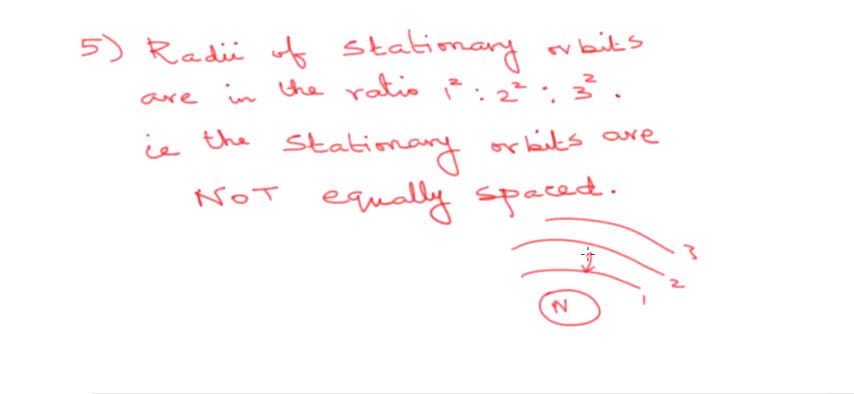 5) Radii of stationary orbits
are in the ratio 1² : 2² : 3² .
ie the stationary orbits are
NOT equally spaced.
3
2
1
N